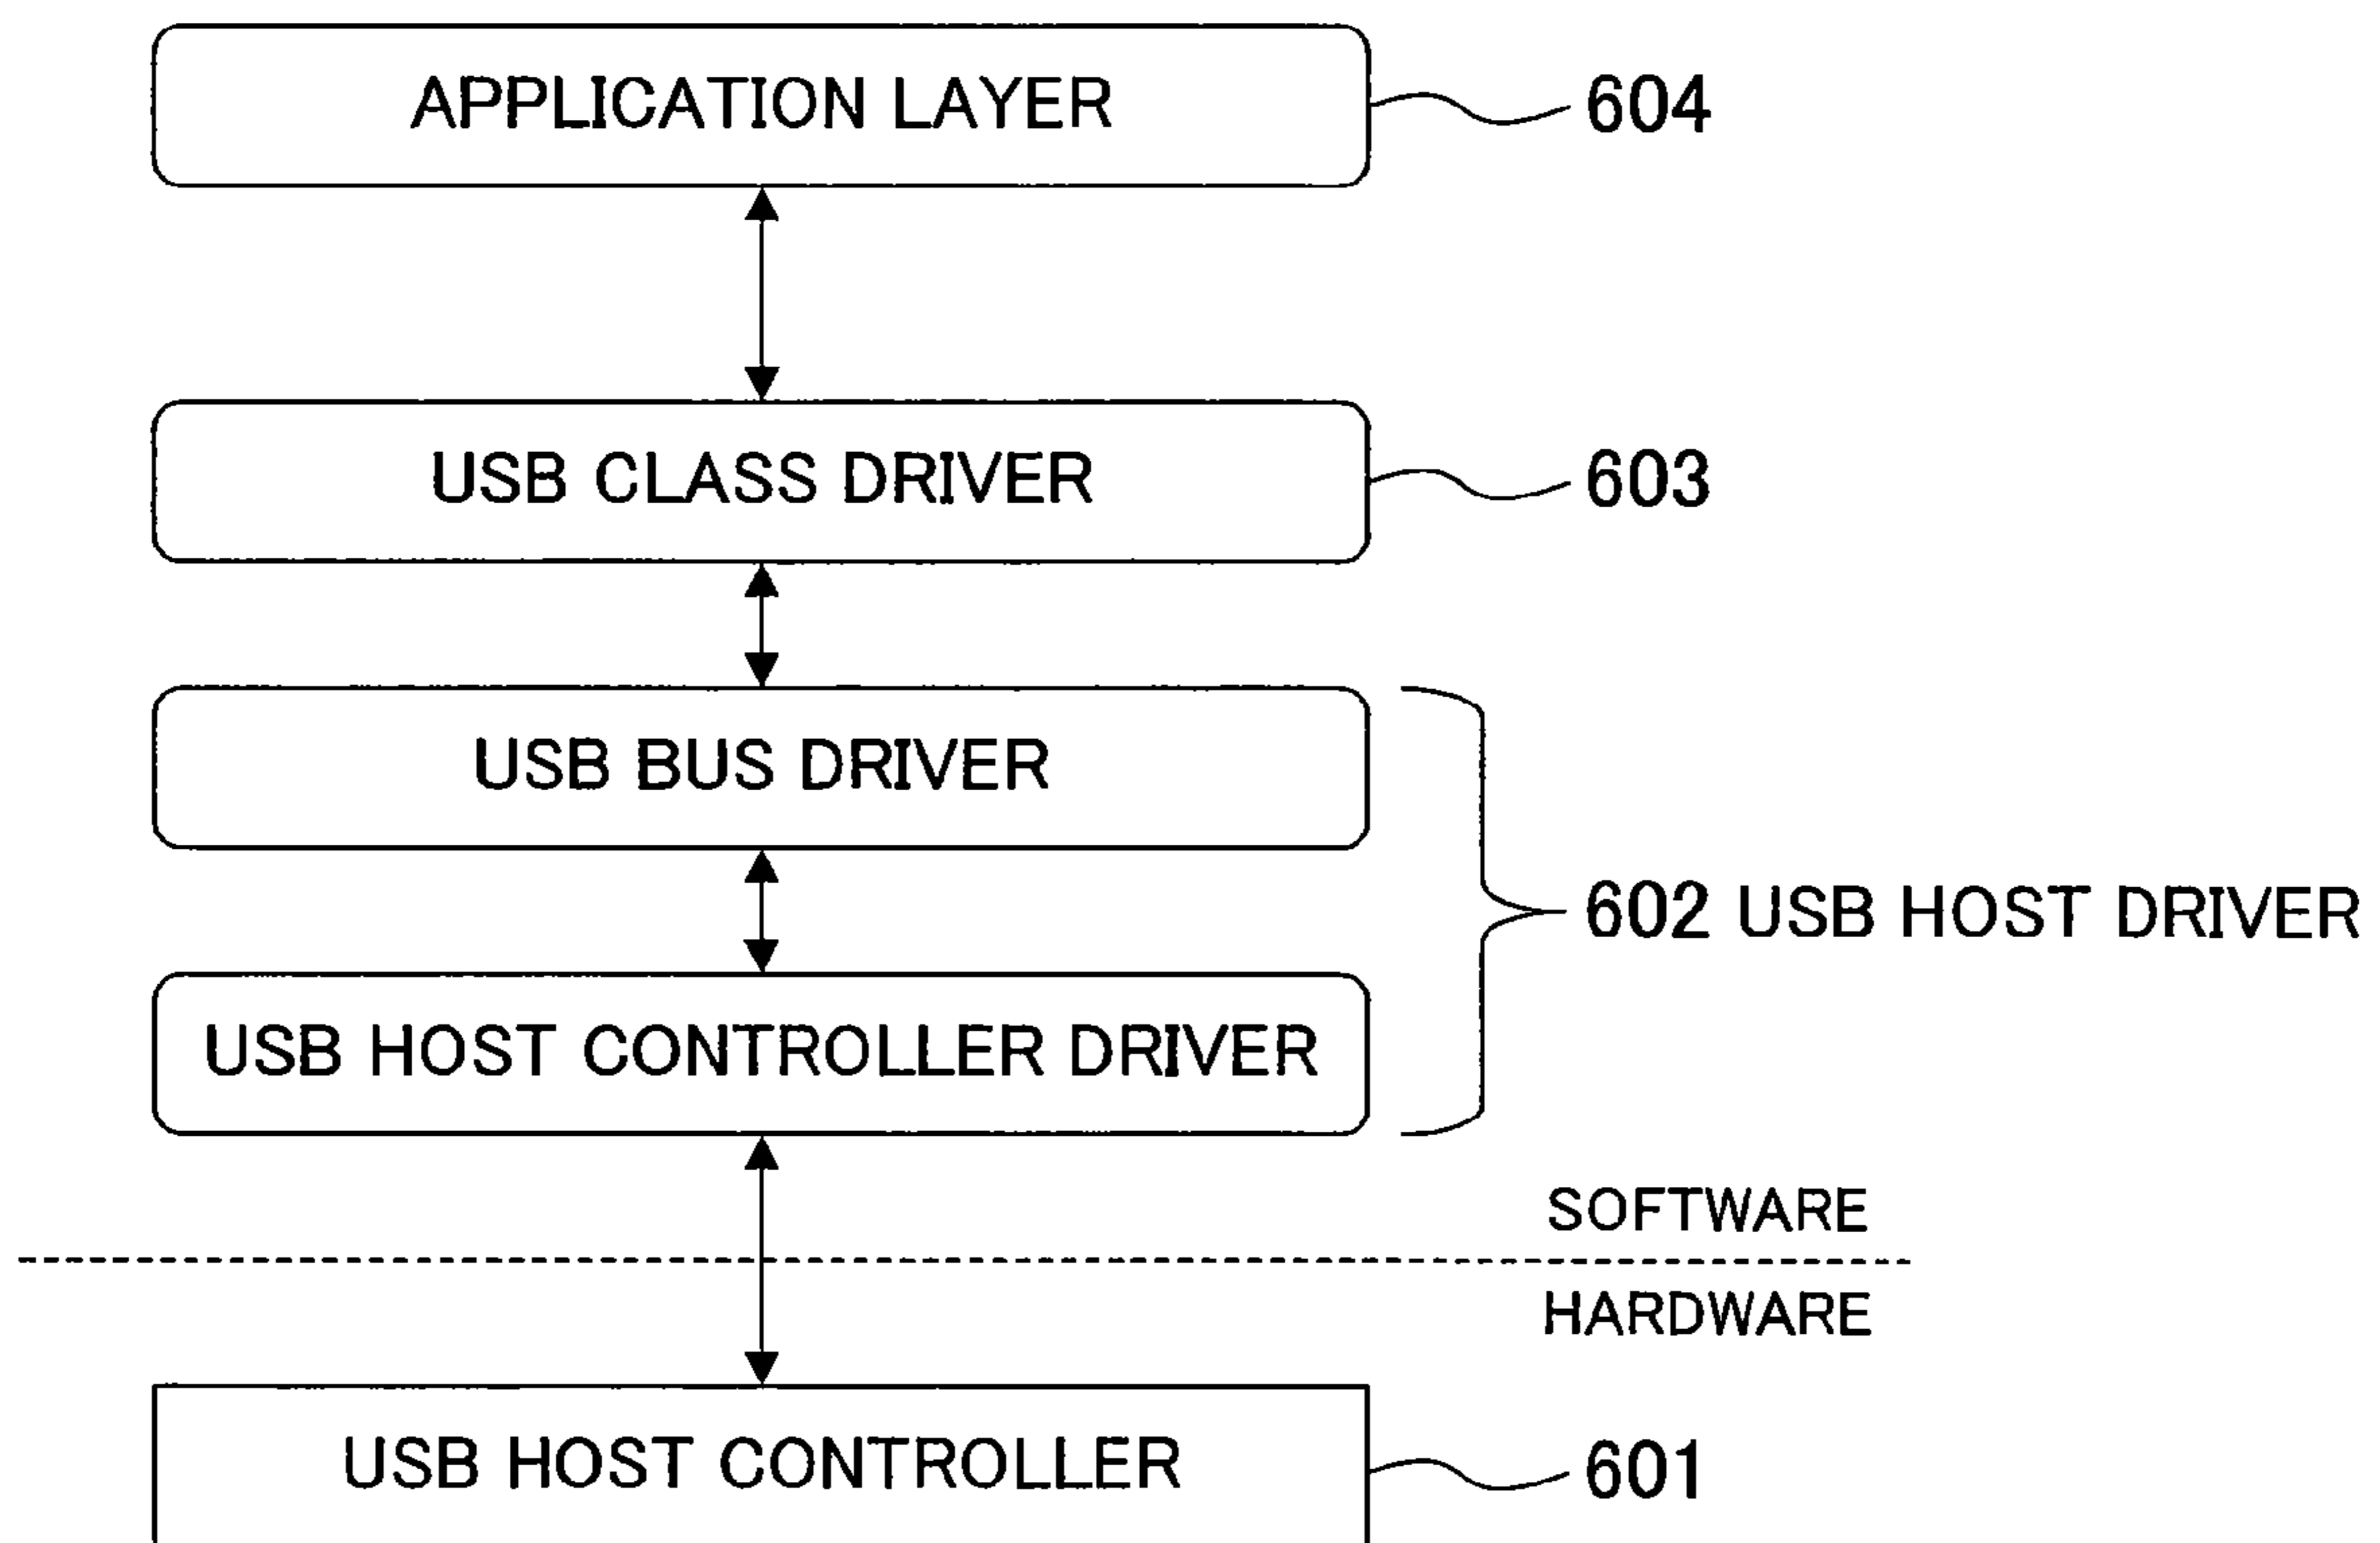 APPLICATION LAYER 604
USB CLASS DRIVER 603
USB BUS DRIVER
602 USB HOST DRIVER
USB HOST CONTROLLER DRIVER
SOFTWARE
HARDWARE
USB HOST CONTROLLER 601